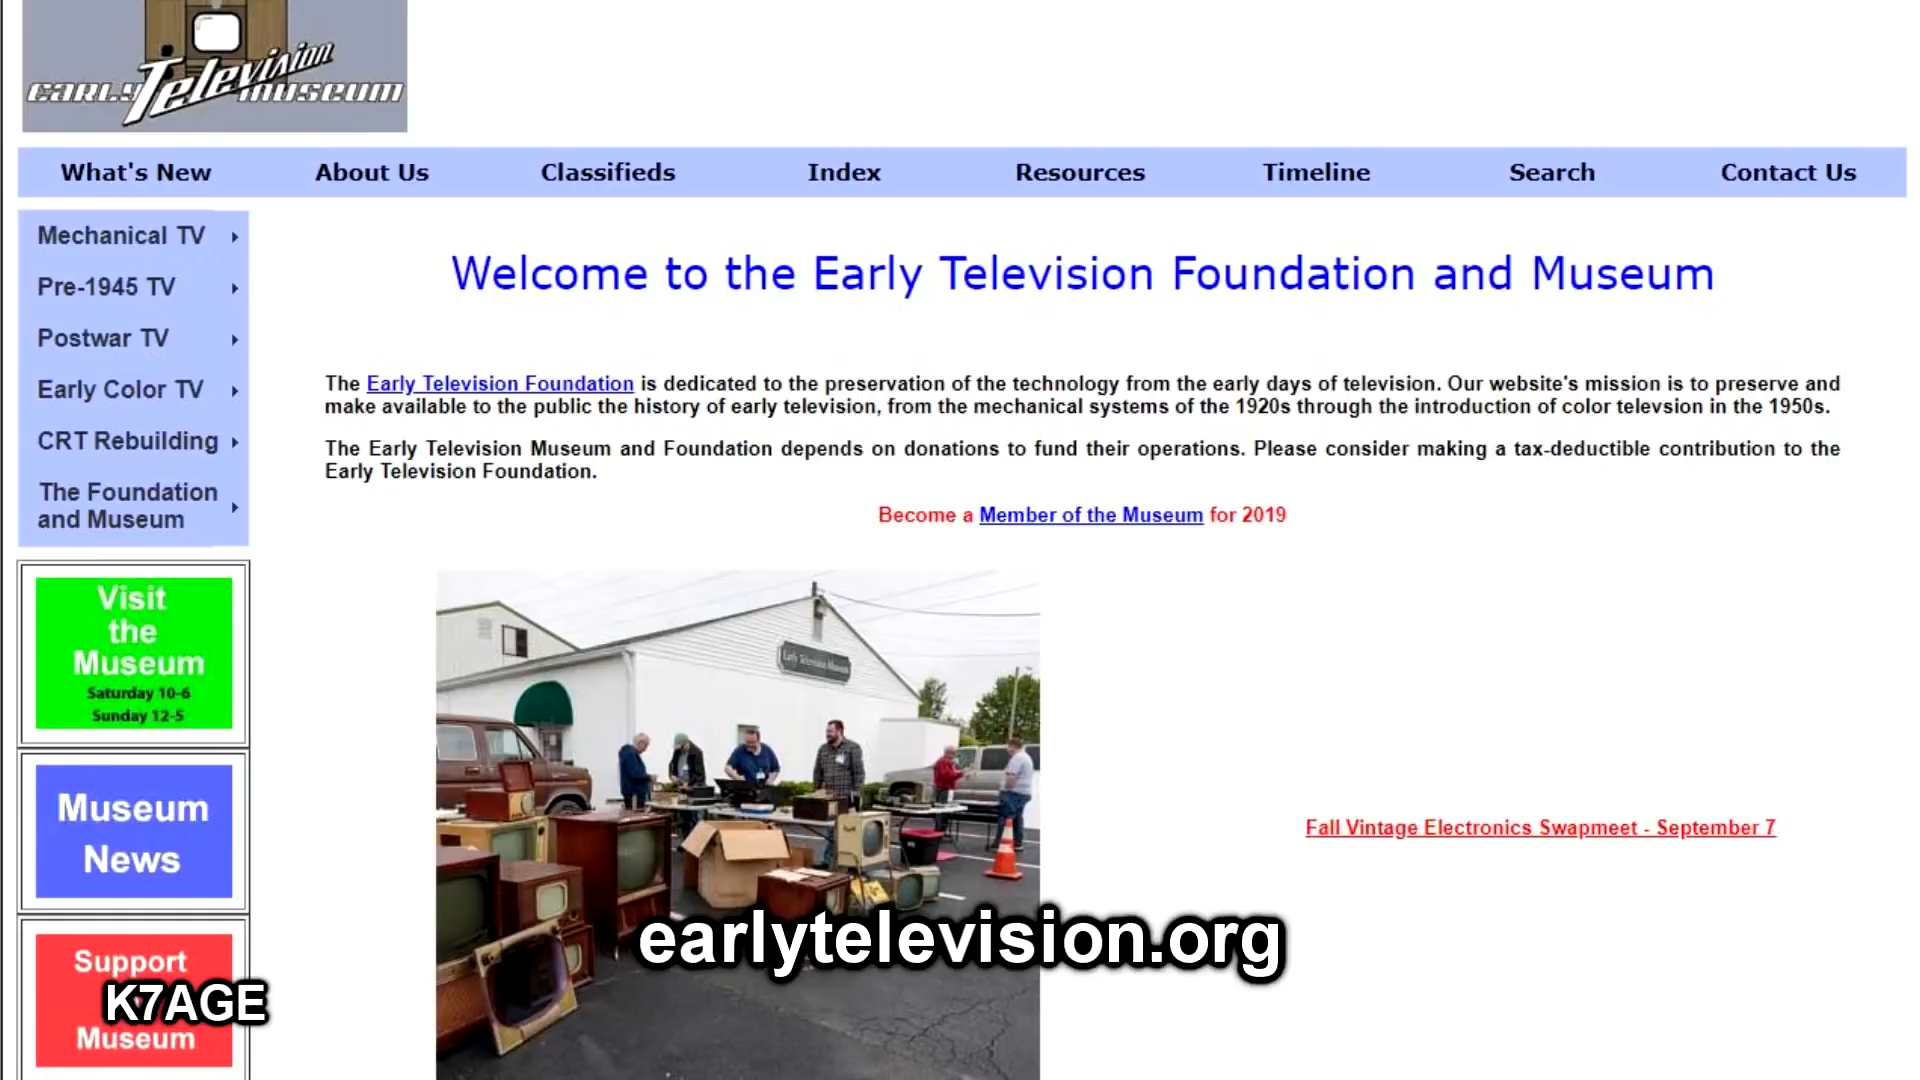 early Television museum
What's New
About Us
Classifieds
Index
Resources
Timeline
Search
Contact Us
Mechanical TV
Pre-1945 TV
Postwar TV
Early Color TV
CRT Rebuilding
The Foundation
and Museum
Welcome to the Early Television Foundation and Museum
The Early Television Foundation is dedicated to the preservation of the technology from the early days of television. Our website's mission is to preserve and
make available to the public the history of early television, from the mechanical systems of the 1920s through the introduction of color televsion in the 1950s.
The Early Television Museum and Foundation depends on donations to fund their operations. Please consider making a tax-deductible contribution to the
Early Television Foundation.
Become a Member of the Museum for 2019
Visit
the
Museum
Saturday 10-6
Sunday 12-5
Early Television Museum
Museum
News
Fall Vintage Electronics Swapmeet - September 7
earlytelevision.org
Support
K7AGE
Museum